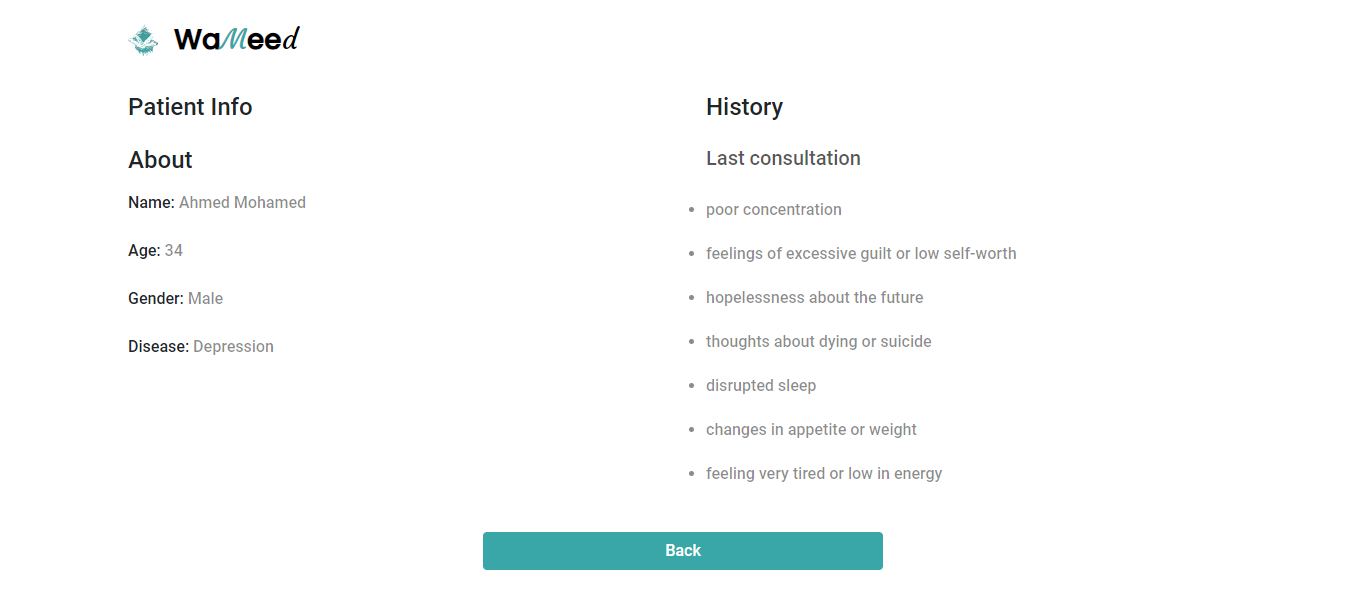 WaMeed
Patient Info
About
Name: Ahmed Mohamed
Age: 34
Gender: Male
Disease: Depression
History
Last consultation
poor concentration
feelings of excessive guilt or low self-worth
hopelessness about the future
thoughts about dying or suicide
disrupted sleep
changes in appetite or weight
feeling very tired or low in energy
Back